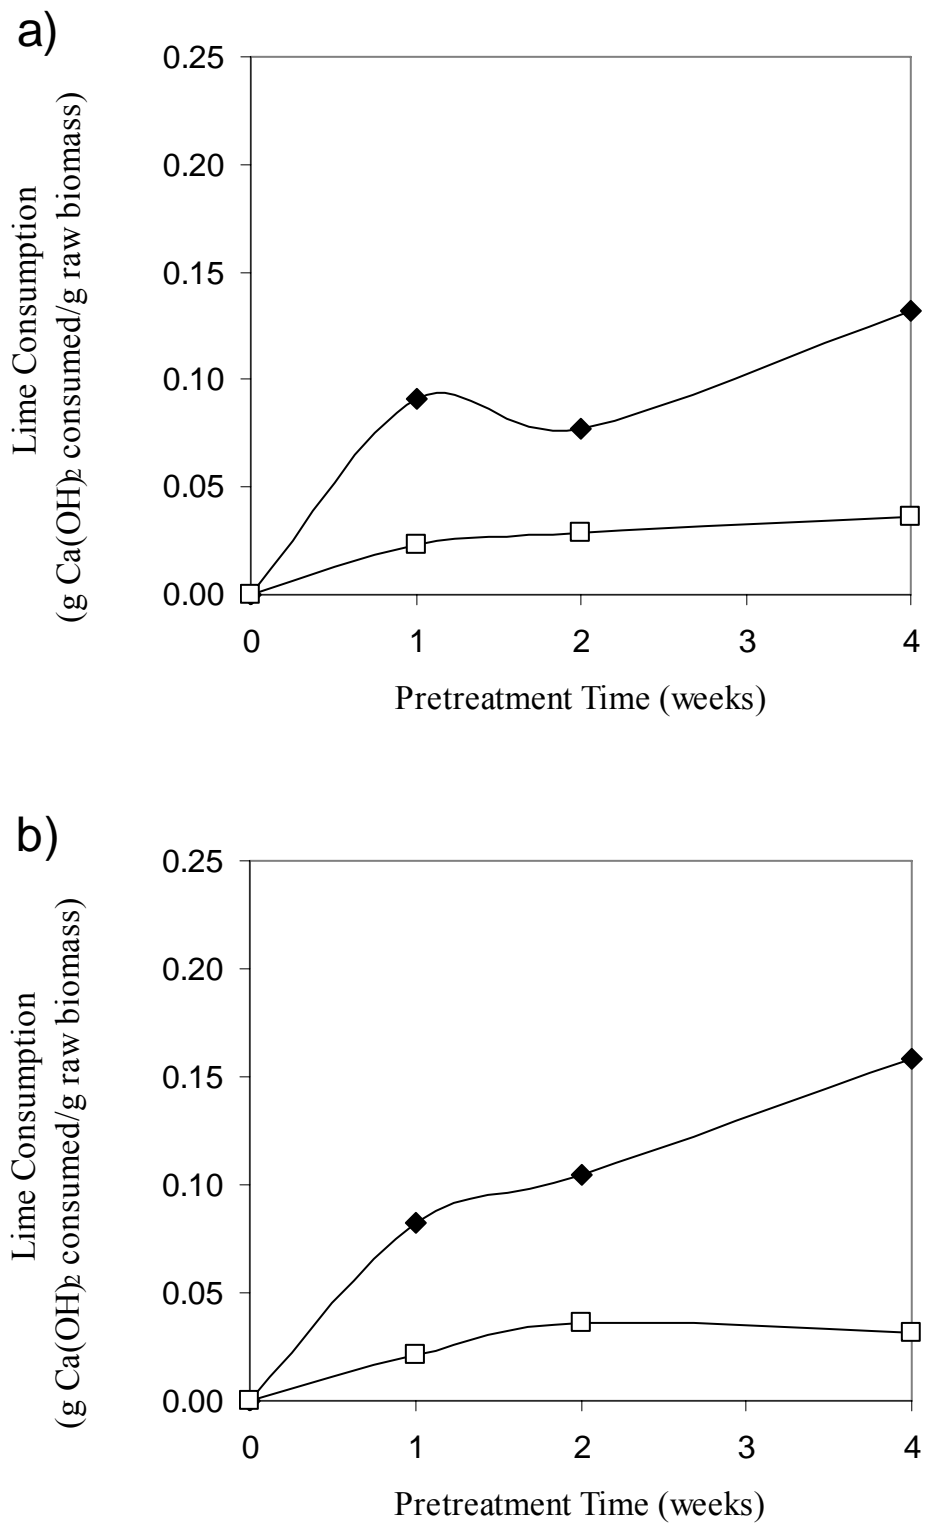 a)
Lime Consumption
(g Ca(OH)₂ consumed/g raw biomass)
0.25
0.20
0.15
0.10
0.05
0.00
0 1 2 3 4
Pretreatment Time (weeks)
b)
Lime Consumption
(g Ca(OH)₂ consumed/g raw biomass)
0.25
0.20
0.15
0.10
0.05
0.00
0 1 2 3 4
Pretreatment Time (weeks)